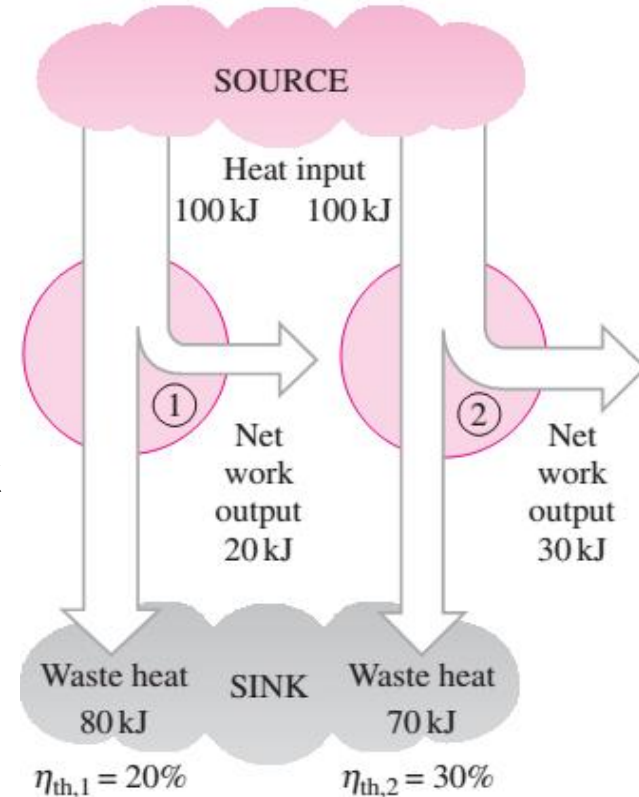 SOURCE
Heat input
100 kJ 100 kJ
①
②
Net
work
output
20 kJ
Net
work
output
30 kJ
Waste heat
80 kJ
SINK
Waste heat
70 kJ
ηth,1 = 20%
ηth,2 = 30%